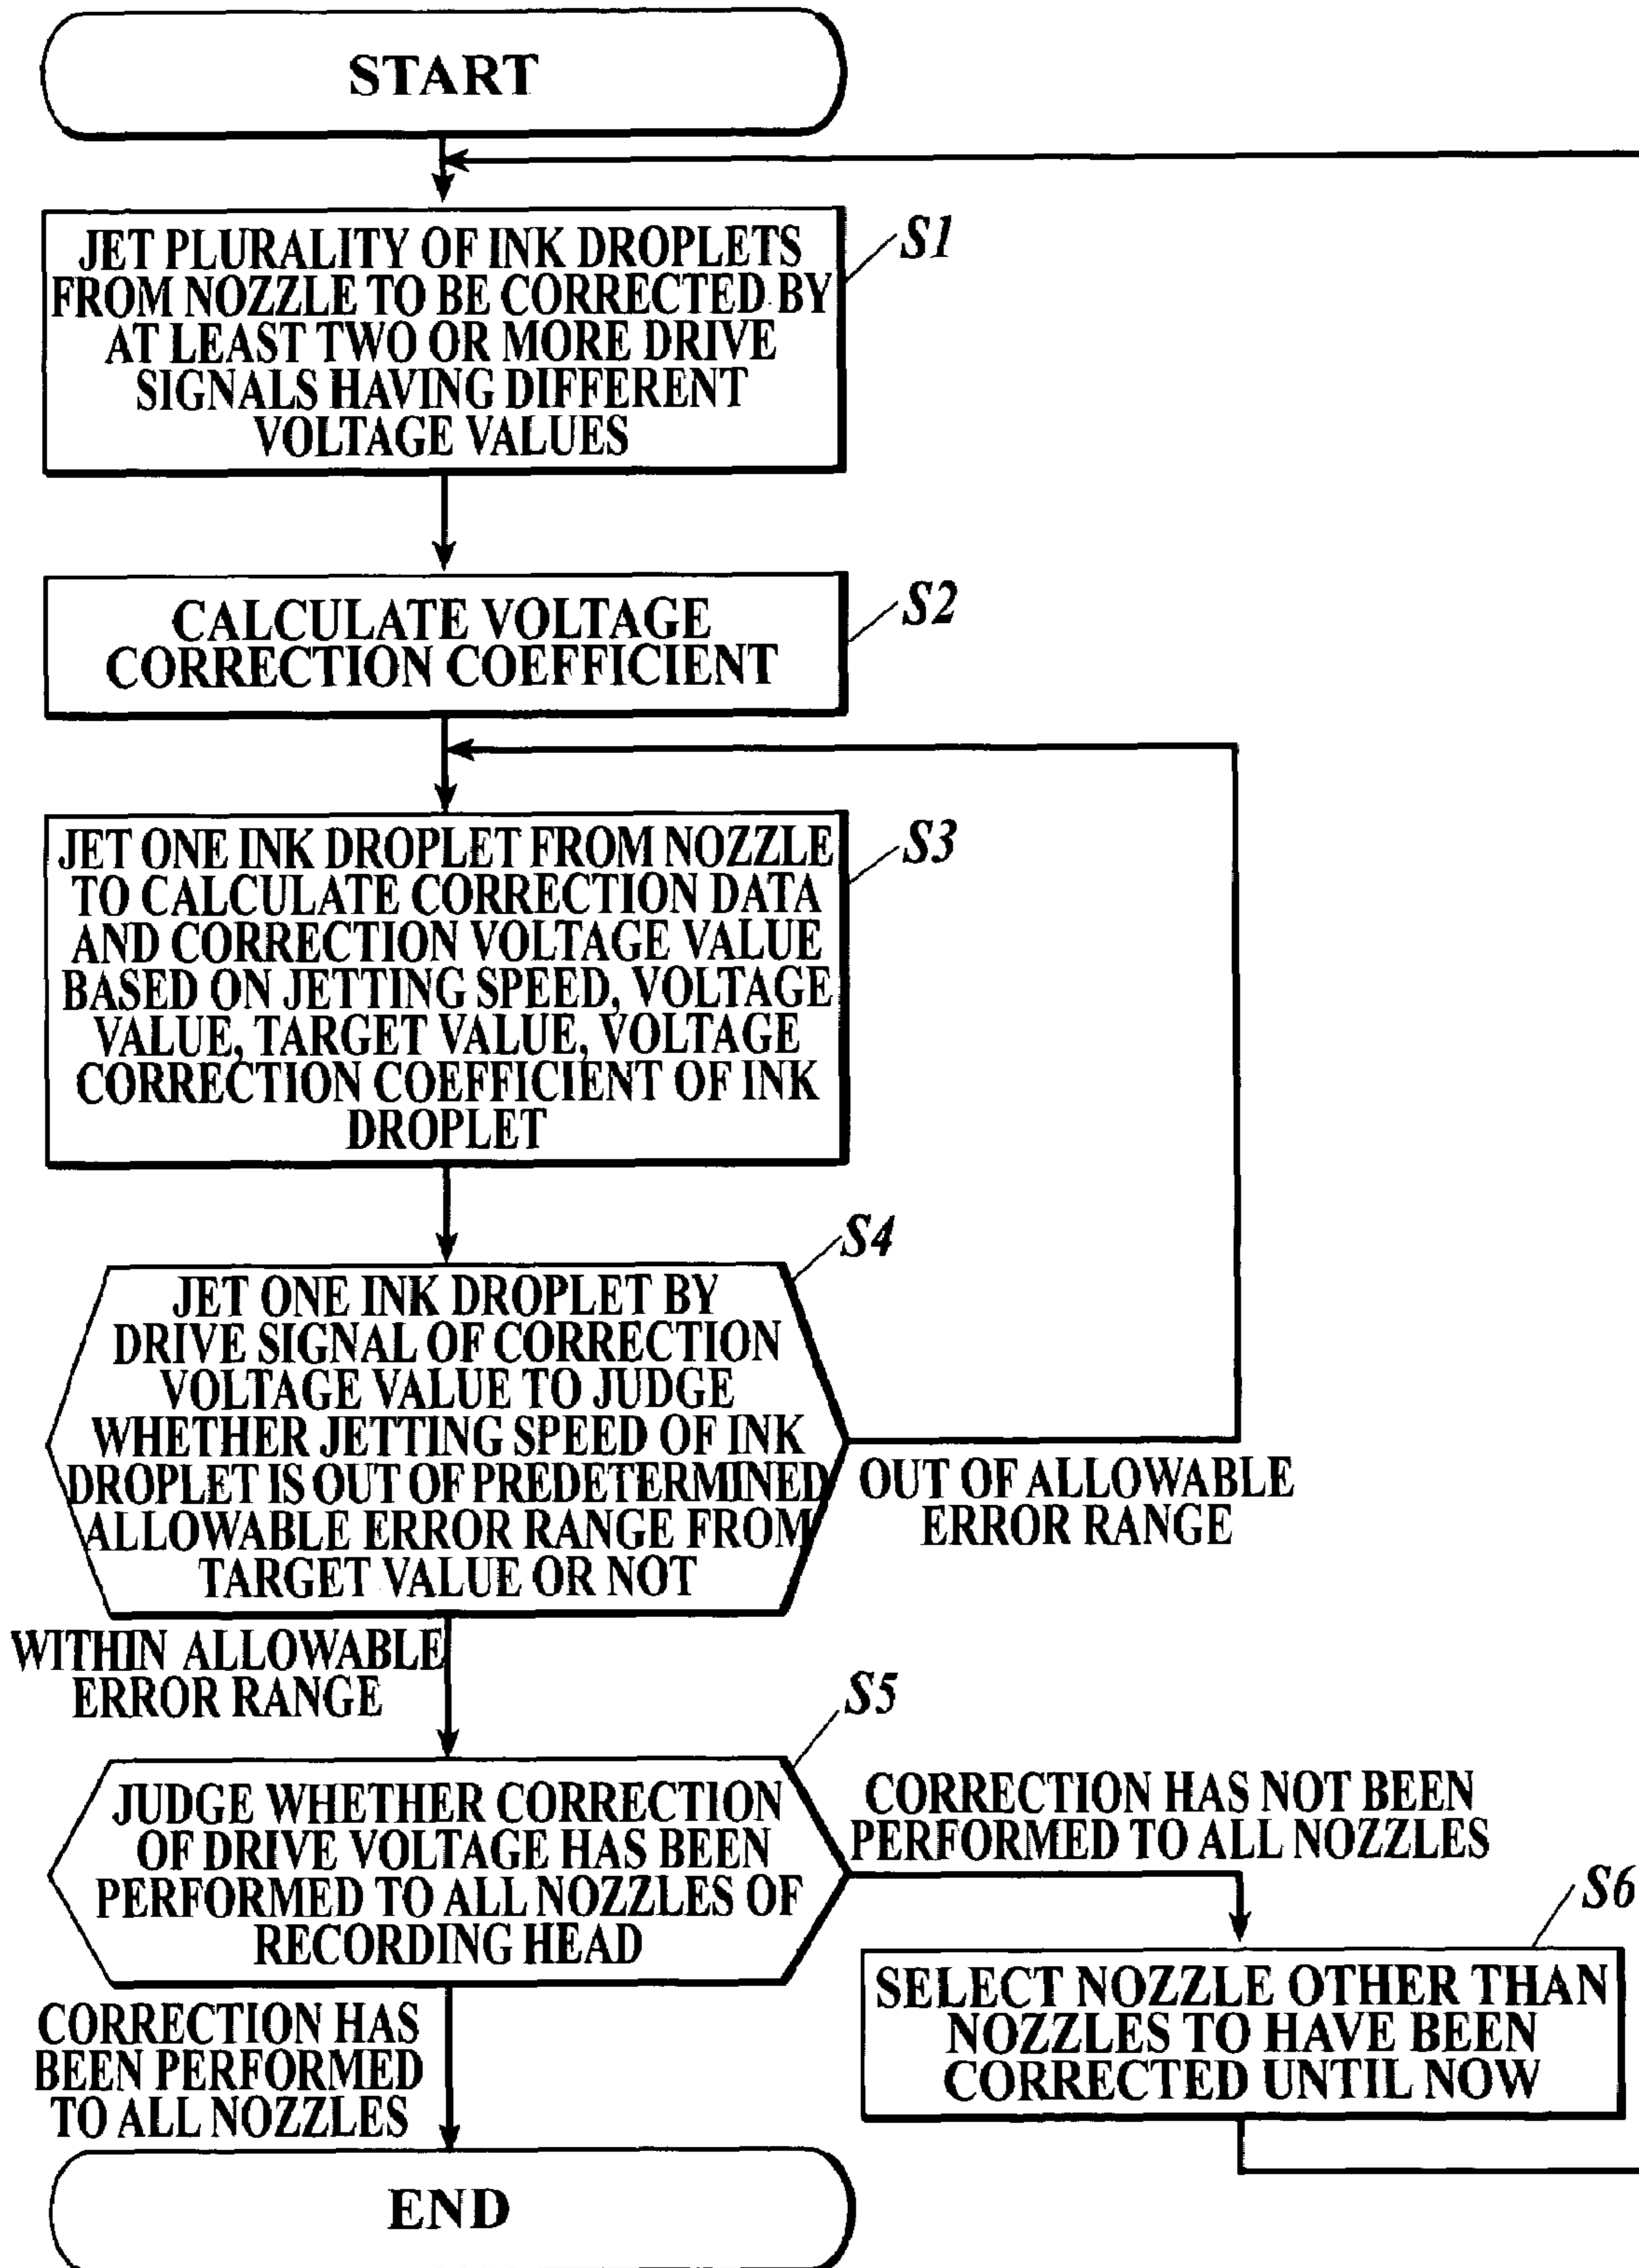 START
JET PLURALITY OF INK DROPLETS
FROM NOZZLE TO BE CORRECTED BY
AT LEAST TWO OR MORE DRIVE
SIGNALS HAVING DIFFERENT
VOLTAGE VALUES
S1
CALCULATE VOLTAGE
CORRECTION COEFFICIENT
S2
JET ONE INK DROPLET FROM NOZZLE
TO CALCULATE CORRECTION DATA
AND CORRECTION VOLTAGE VALUE
BASED ON JETTING SPEED, VOLTAGE
VALUE, TARGET VALUE, VOLTAGE
CORRECTION COEFFICIENT OF INK
DROPLET
S3
JET ONE INK DROPLET BY
DRIVE SIGNAL OF CORRECTION
VOLTAGE VALUE TO JUDGE
WHETHER JETTING SPEED OF INK
DROPLET IS OUT OF PREDETERMINED
ALLOWABLE ERROR RANGE FROM
TARGET VALUE OR NOT
S4
OUT OF ALLOWABLE
ERROR RANGE
WITHIN ALLOWABLE
ERROR RANGE
JUDGE WHETHER CORRECTION
OF DRIVE VOLTAGE HAS BEEN
PERFORMED TO ALL NOZZLES OF
RECORDING HEAD
S5
CORRECTION HAS NOT BEEN
PERFORMED TO ALL NOZZLES
S6
SELECT NOZZLE OTHER THAN
NOZZLES TO HAVE BEEN
CORRECTED UNTIL NOW
CORRECTION HAS
BEEN PERFORMED
TO ALL NOZZLES
END